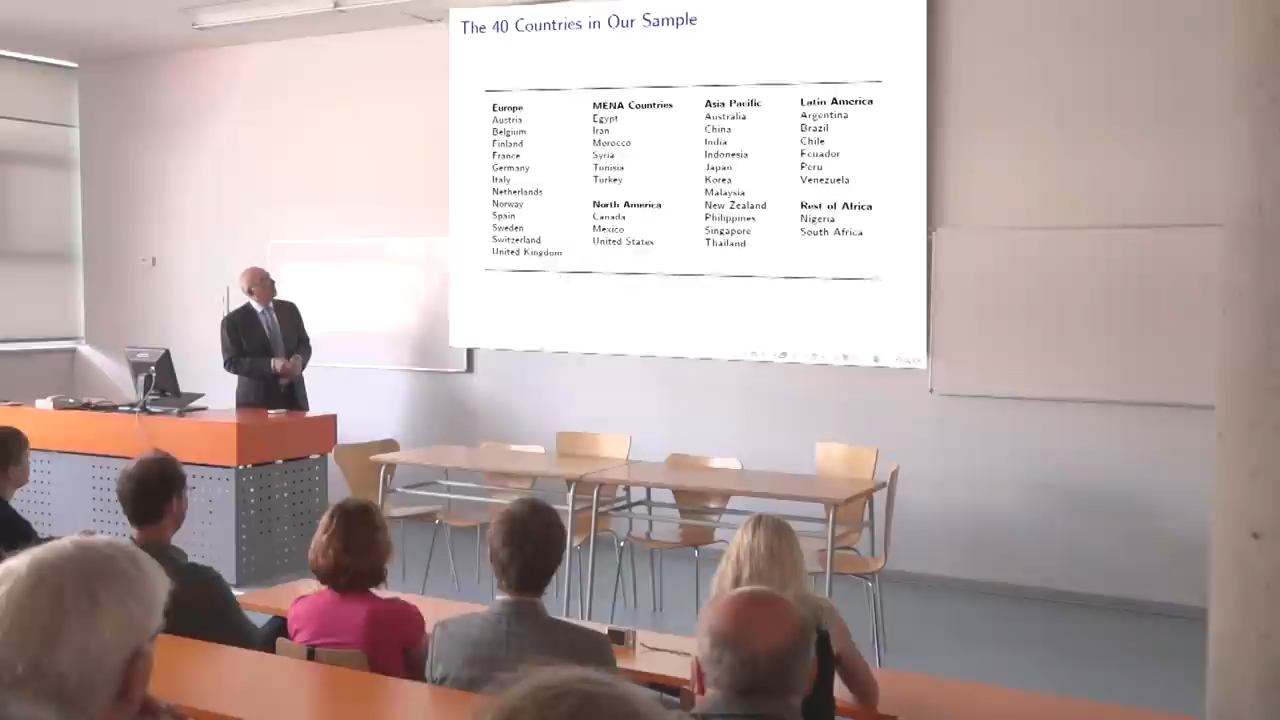 The 40 Countries in Our Sample
Europe
Austria
Belgium
Finland
France
Germany
Italy
Netherlands
Norway
Spain
Sweden
Switzerland
United Kingdom
MENA Countries
Egypt
Iran
Morocco
Syria
Tunisia
Turkey
North America
Canada
Mexico
United States
Asia Pacific
Australia
China
India
Indonesia
Japan
Korea
Malaysia
New Zealand
Philippines
Singapore
Thailand
Latin America
Argentina
Brazil
Chile
Ecuador
Peru
Venezuela
Rest of Africa
Nigeria
South Africa